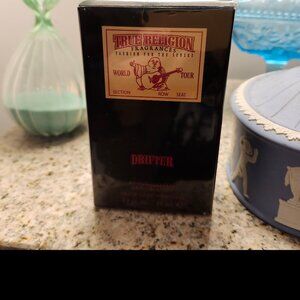 TRUE RELIGION
FRAGRANCES
FASHION FOR THE SENSES
WORLD TOUR
SECTION ROW SEAT
DRIFTER